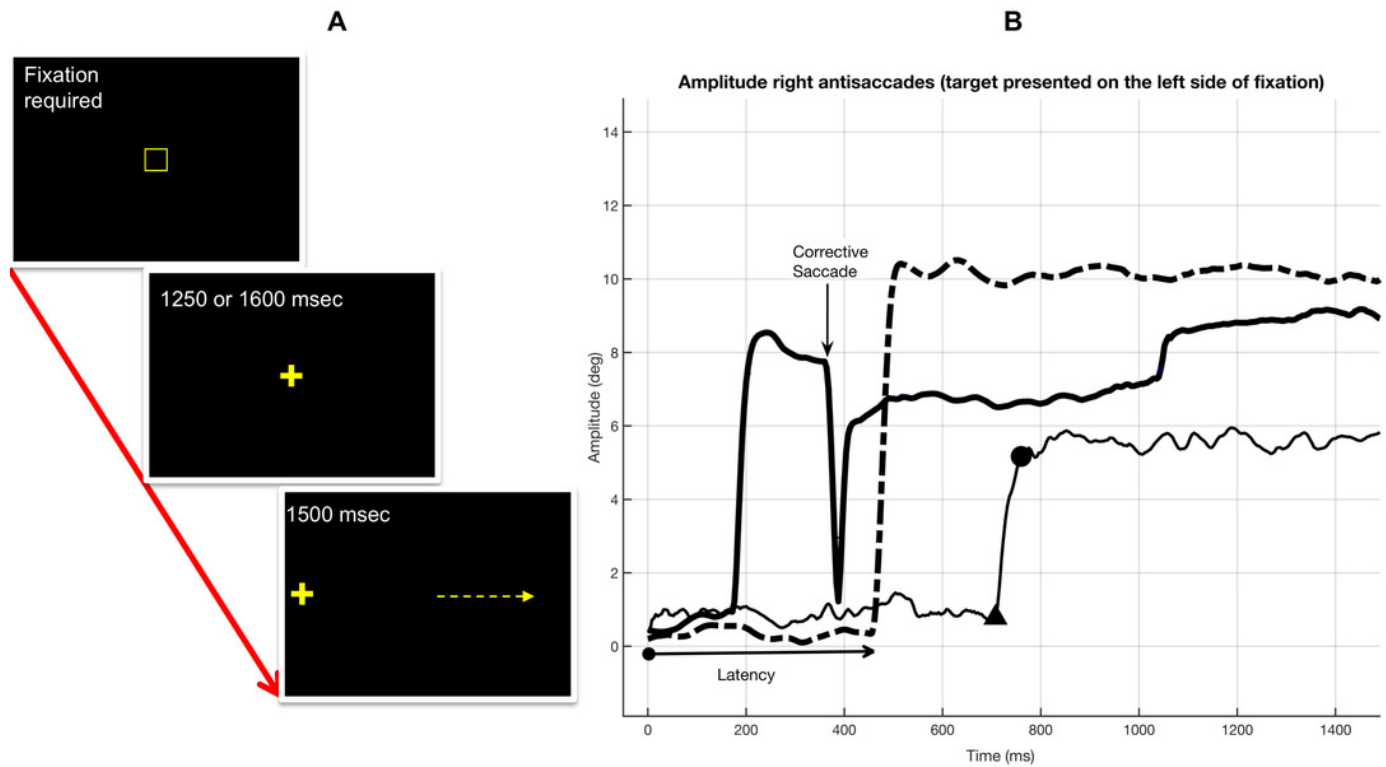 A
Fixation
required
1250 or 1600 msec
1500 msec
B
Amplitude right antisaccades (target presented on the left side of fixation)
Amplitude (deg)
14
12
10
8
6
4
2
0
Corrective
Saccade
Latency
0 200 400 600 800 1000 1200 1400
Time (ms)